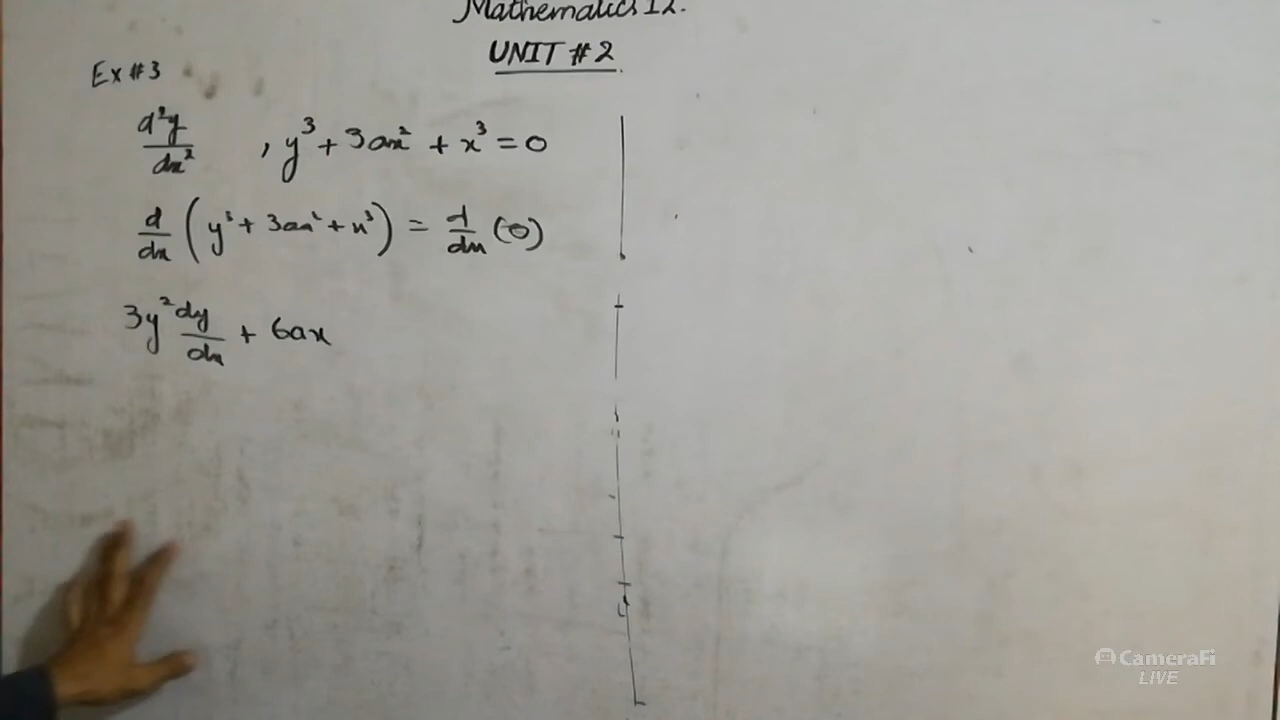 Mathematics 12.
UNIT # 2
Ex # 3
d²y/dx² , y³ + 3ax² + x³ = 0
d/dx (y³ + 3ax² + x³) = d/dx (0)
3y² dy/dx + 6ax
CameraFi
LIVE